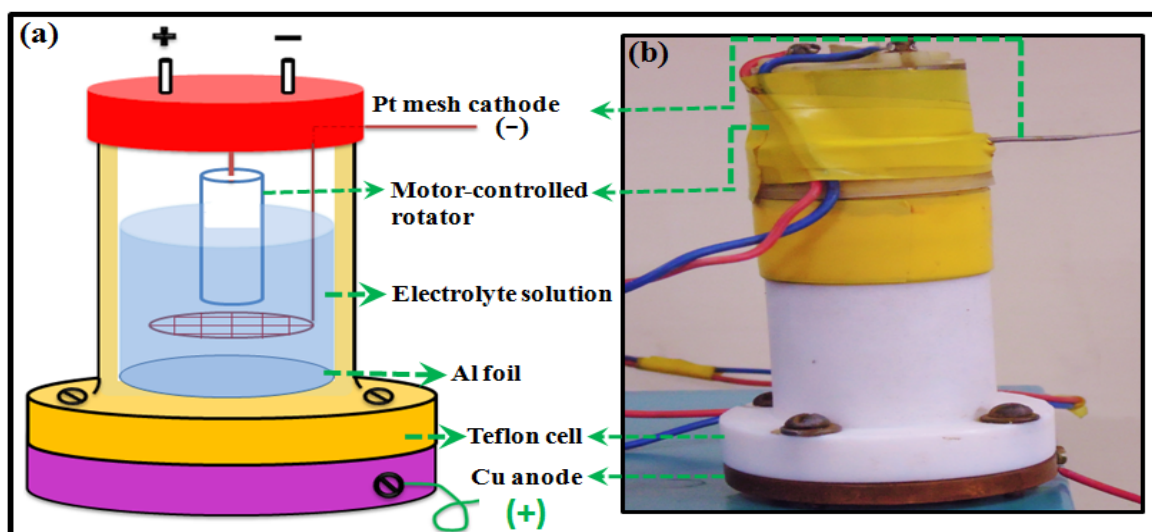 (a)
+
−
(b)
Pt mesh cathode
(−)
Motor-controlled
rotator
Electrolyte solution
Al foil
Teflon cell
Cu anode
(+)